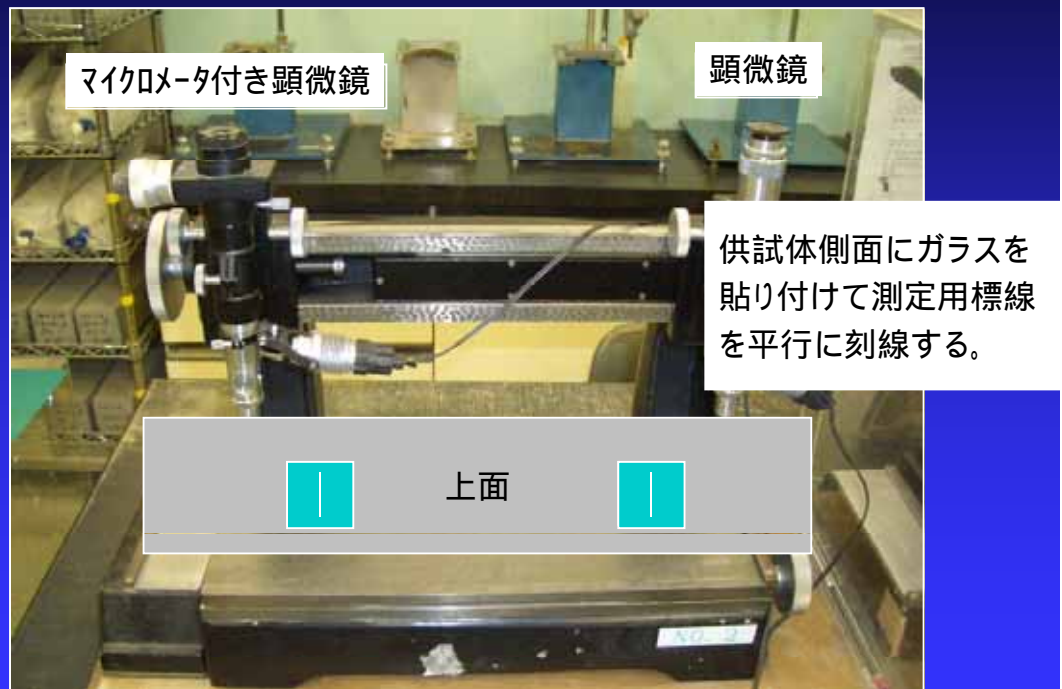 マイクロメータ付き顕微鏡
顕微鏡
供試体側面にガラスを
貼り付けて測定用標線
を平行に刻線する。
上面
NO. 2